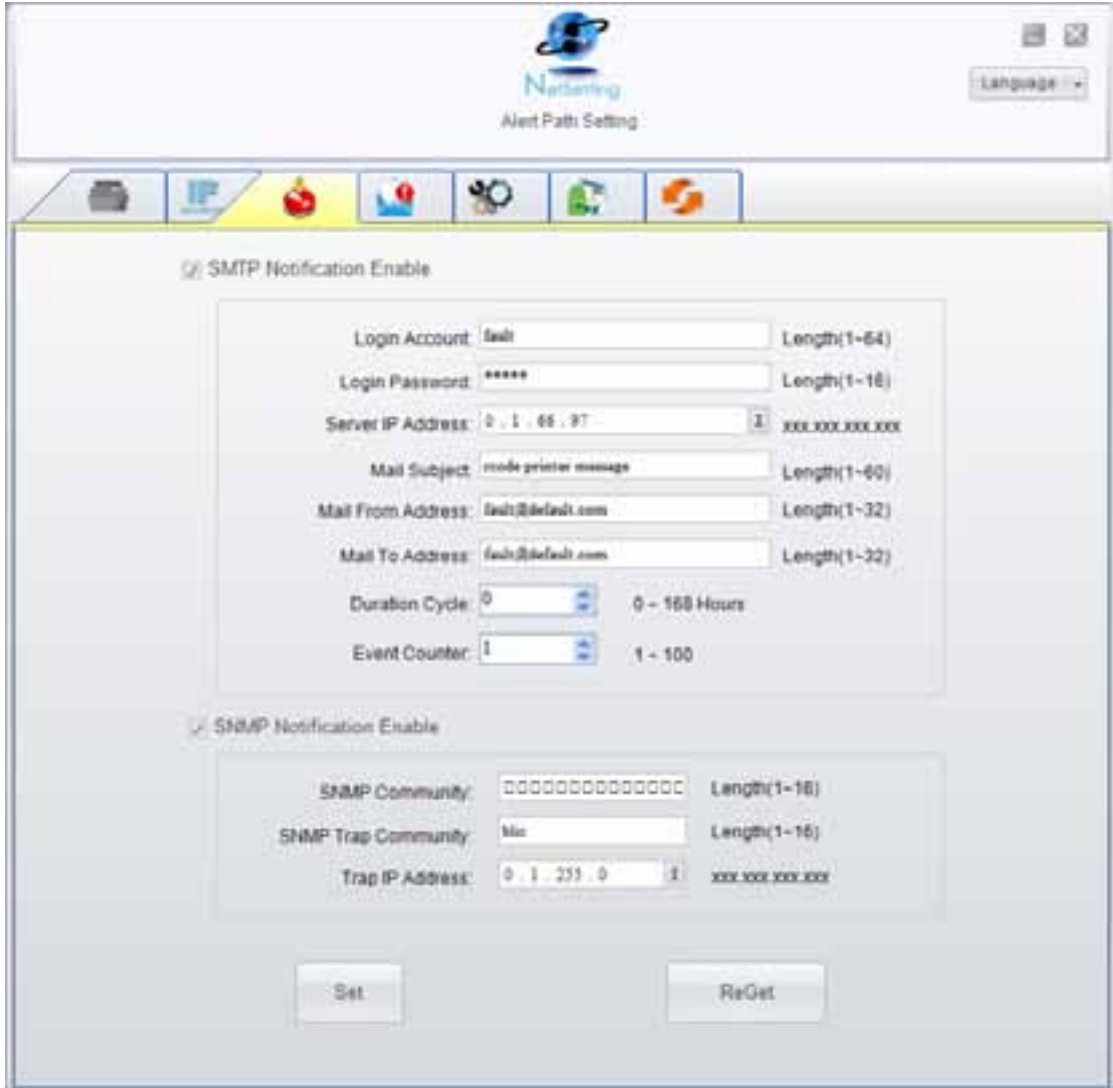 NetSetting
Alert Path Setting
Language
IP
SMTP Notification Enable
Login Account: fault Length(1~64)
Login Password: ***** Length(1~16)
Server IP Address: 0 . 1 . 66 . 97 xxx.xxx.xxx.xxx
Mail Subject: rcode printer message Length(1~60)
Mail From Address: fault@default.com Length(1~32)
Mail To Address: fault@default.com Length(1~32)
Duration Cycle: 0 0 ~ 168 Hours
Event Counter: 1 1 ~ 100
SNMP Notification Enable
SNMP Community: Length(1~16)
SNMP Trap Community: blic Length(1~16)
Trap IP Address: 0 . 1 . 255 . 0 xxx.xxx.xxx.xxx
Set ReGet